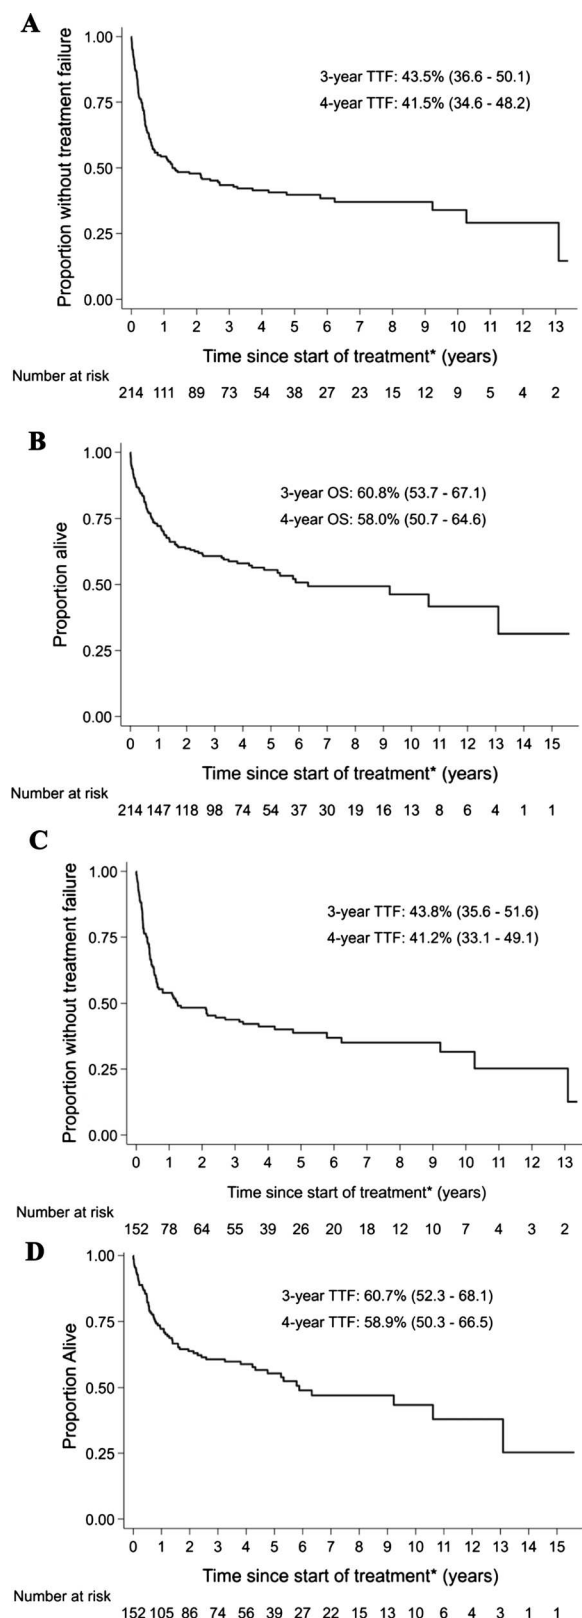 A
1.00
0.75
0.50
0.25
0.00
Proportion without treatment failure
3-year TTF: 43.5% (36.6 - 50.1)
4-year TTF: 41.5% (34.6 - 48.2)
0 1 2 3 4 5 6 7 8 9 10 11 12 13
Time since start of treatment* (years)
Number at risk
214 111 89 73 54 38 27 23 15 12 9 5 4 2
B
1.00
0.75
0.50
0.25
0.00
Proportion alive
3-year OS: 60.8% (53.7 - 67.1)
4-year OS: 58.0% (50.7 - 64.6)
0 1 2 3 4 5 6 7 8 9 10 11 12 13 14 15
Time since start of treatment* (years)
Number at risk
214 147 118 98 74 54 37 30 19 16 13 8 6 4 1 1
C
1.00
0.75
0.50
0.25
0.00
Proportion without treatment failure
3-year TTF: 43.8% (35.6 - 51.6)
4-year TTF: 41.2% (33.1 - 49.1)
0 1 2 3 4 5 6 7 8 9 10 11 12 13
Time since start of treatment* (years)
Number at risk
152 78 64 55 39 26 20 18 12 10 7 4 3 2
D
1.00
0.75
0.50
0.25
0.00
Proportion Alive
3-year TTF: 60.7% (52.3 - 68.1)
4-year TTF: 58.9% (50.3 - 66.5)
0 1 2 3 4 5 6 7 8 9 10 11 12 13 14 15
Time since start of treatment* (years)
Number at risk
152 105 86 74 56 39 27 22 15 13 10 6 4 3 1 1